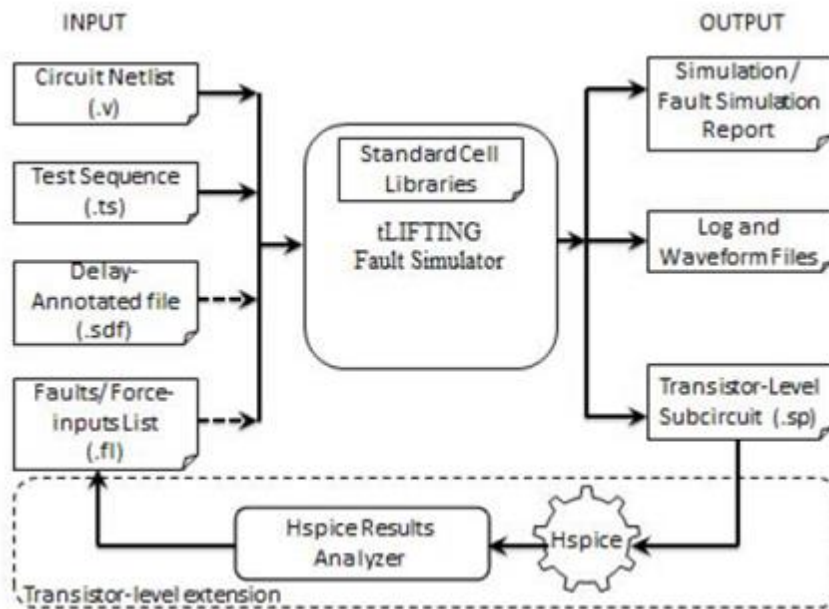 INPUT
OUTPUT
Circuit Netlist
(.v)
Test Sequence
(.ts)
Delay-
Annotated file
(.sdf)
Faults/Force-
inputs List
(.fl)
Standard Cell
Libraries
tLIFTING
Fault Simulator
Simulation /
Fault Simulation
Report
Log and
Waveform Files
Transistor-Level
Subcircuit (.sp)
Hspice Results
Analyzer
Hspice
Transistor-level extension